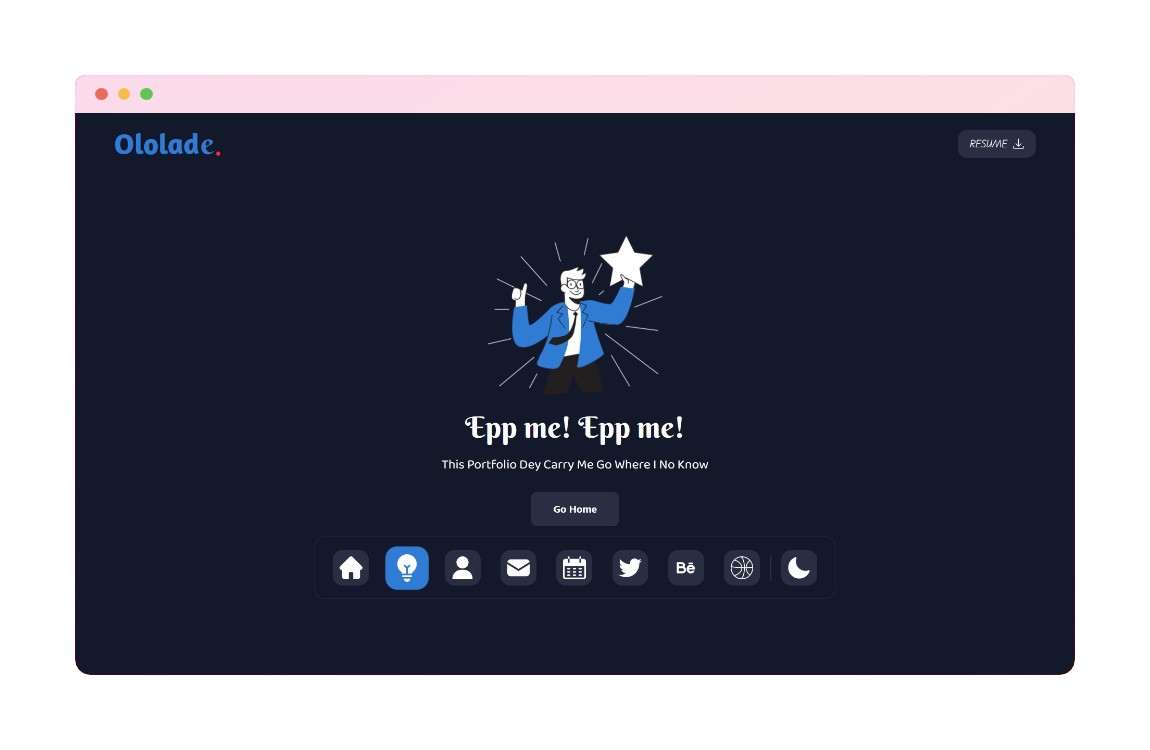 Ololade.
RESUME
Epp me! Epp me!
This Portfolio Dey Carry Me Go Where I No Know
Go Home
Bē